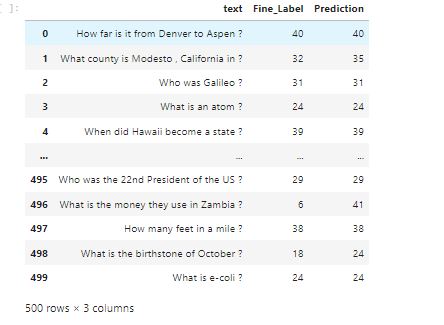 ]:
text Fine_Label Prediction
0 How far is it from Denver to Aspen ? 40 40
1 What county is Modesto , California in ? 32 35
2 Who was Galileo ? 31 31
3 What is an atom ? 24 24
4 When did Hawaii become a state ? 39 39
... ... ... ...
495 Who was the 22nd President of the US ? 29 29
496 What is the money they use in Zambia ? 6 41
497 How many feet in a mile ? 38 38
498 What is the birthstone of October ? 18 24
499 What is e-coli ? 24 24
500 rows × 3 columns